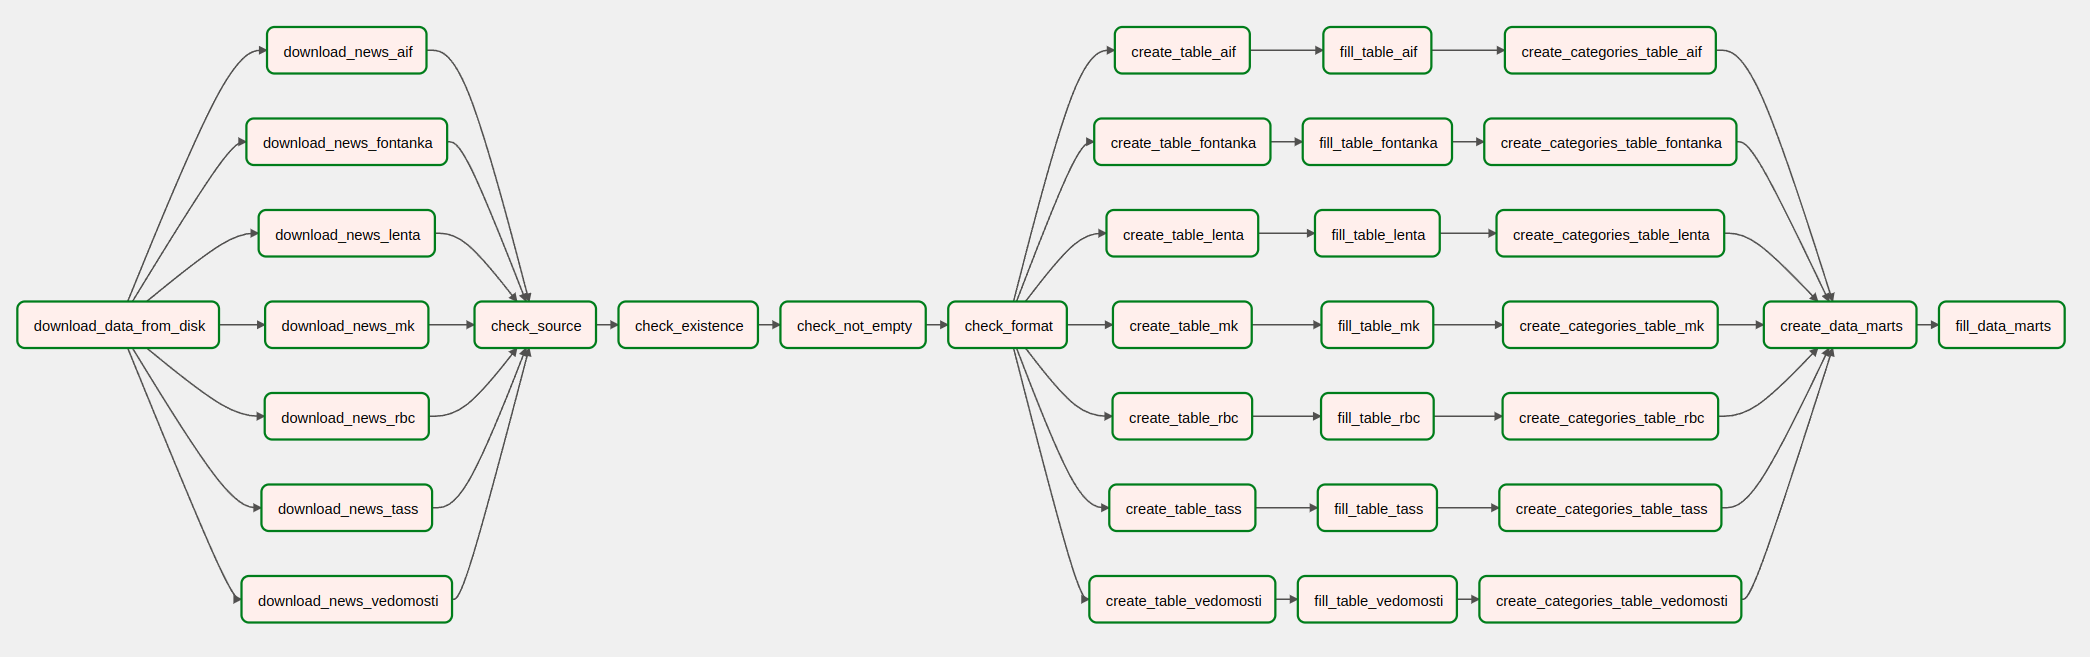 download_news_aif
create_table_aif
fill_table_aif
create_categories_table_aif
download_news_fontanka
create_table_fontanka
fill_table_fontanka
create_categories_table_fontanka
download_news_lenta
create_table_lenta
fill_table_lenta
create_categories_table_lenta
download_data_from_disk
download_news_mk
check_source
check_existence
check_not_empty
check_format
create_table_mk
fill_table_mk
create_categories_table_mk
create_data_marts
fill_data_marts
download_news_rbc
create_table_rbc
fill_table_rbc
create_categories_table_rbc
download_news_tass
create_table_tass
fill_table_tass
create_categories_table_tass
download_news_vedomosti
create_table_vedomosti
fill_table_vedomosti
create_categories_table_vedomosti